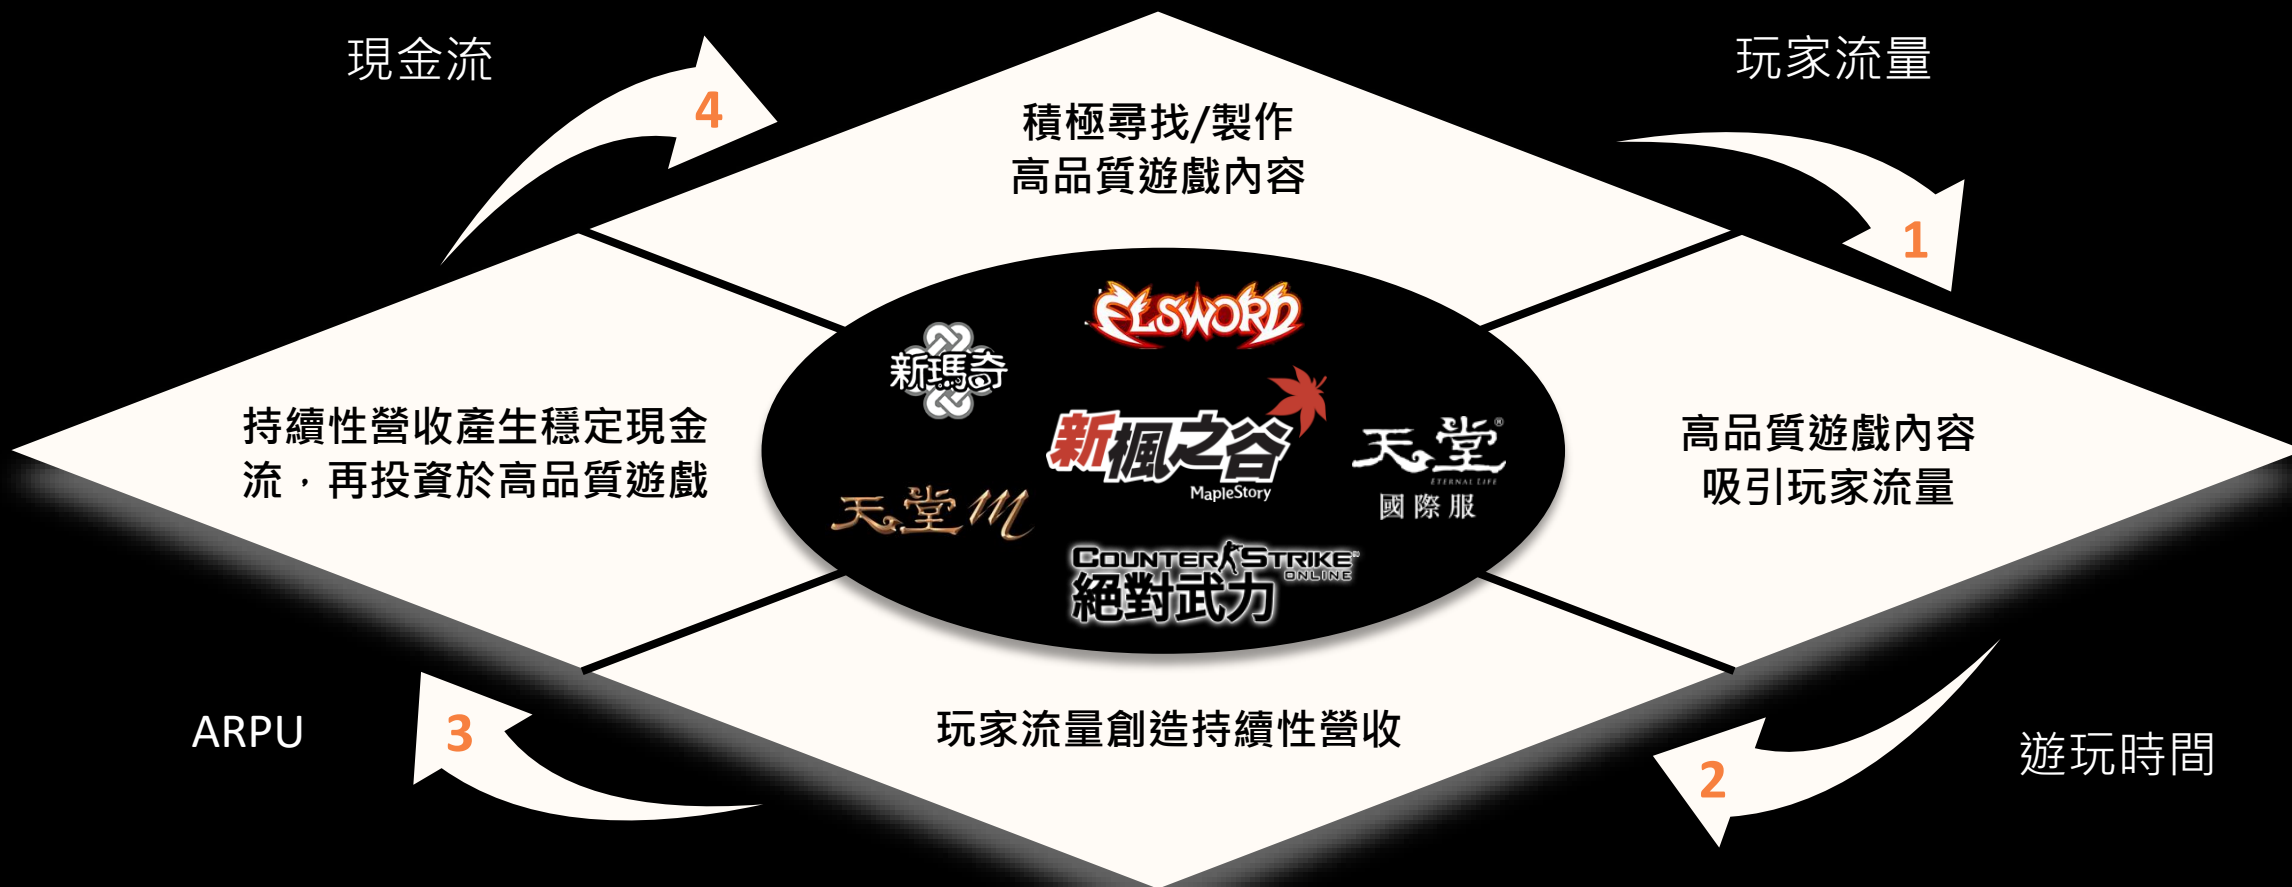 現金流
玩家流量
4
積極尋找/製作
高品質遊戲內容
1
ELSWORD
新瑪奇
新楓之谷
MapleStory
天堂®
ETERNAL LIFE
國際服
天堂M
COUNTER STRIKE
ONLINE
絕對武力
持續性營收產生穩定現金
流，再投資於高品質遊戲
高品質遊戲內容
吸引玩家流量
ARPU
3
玩家流量創造持續性營收
2
遊玩時間